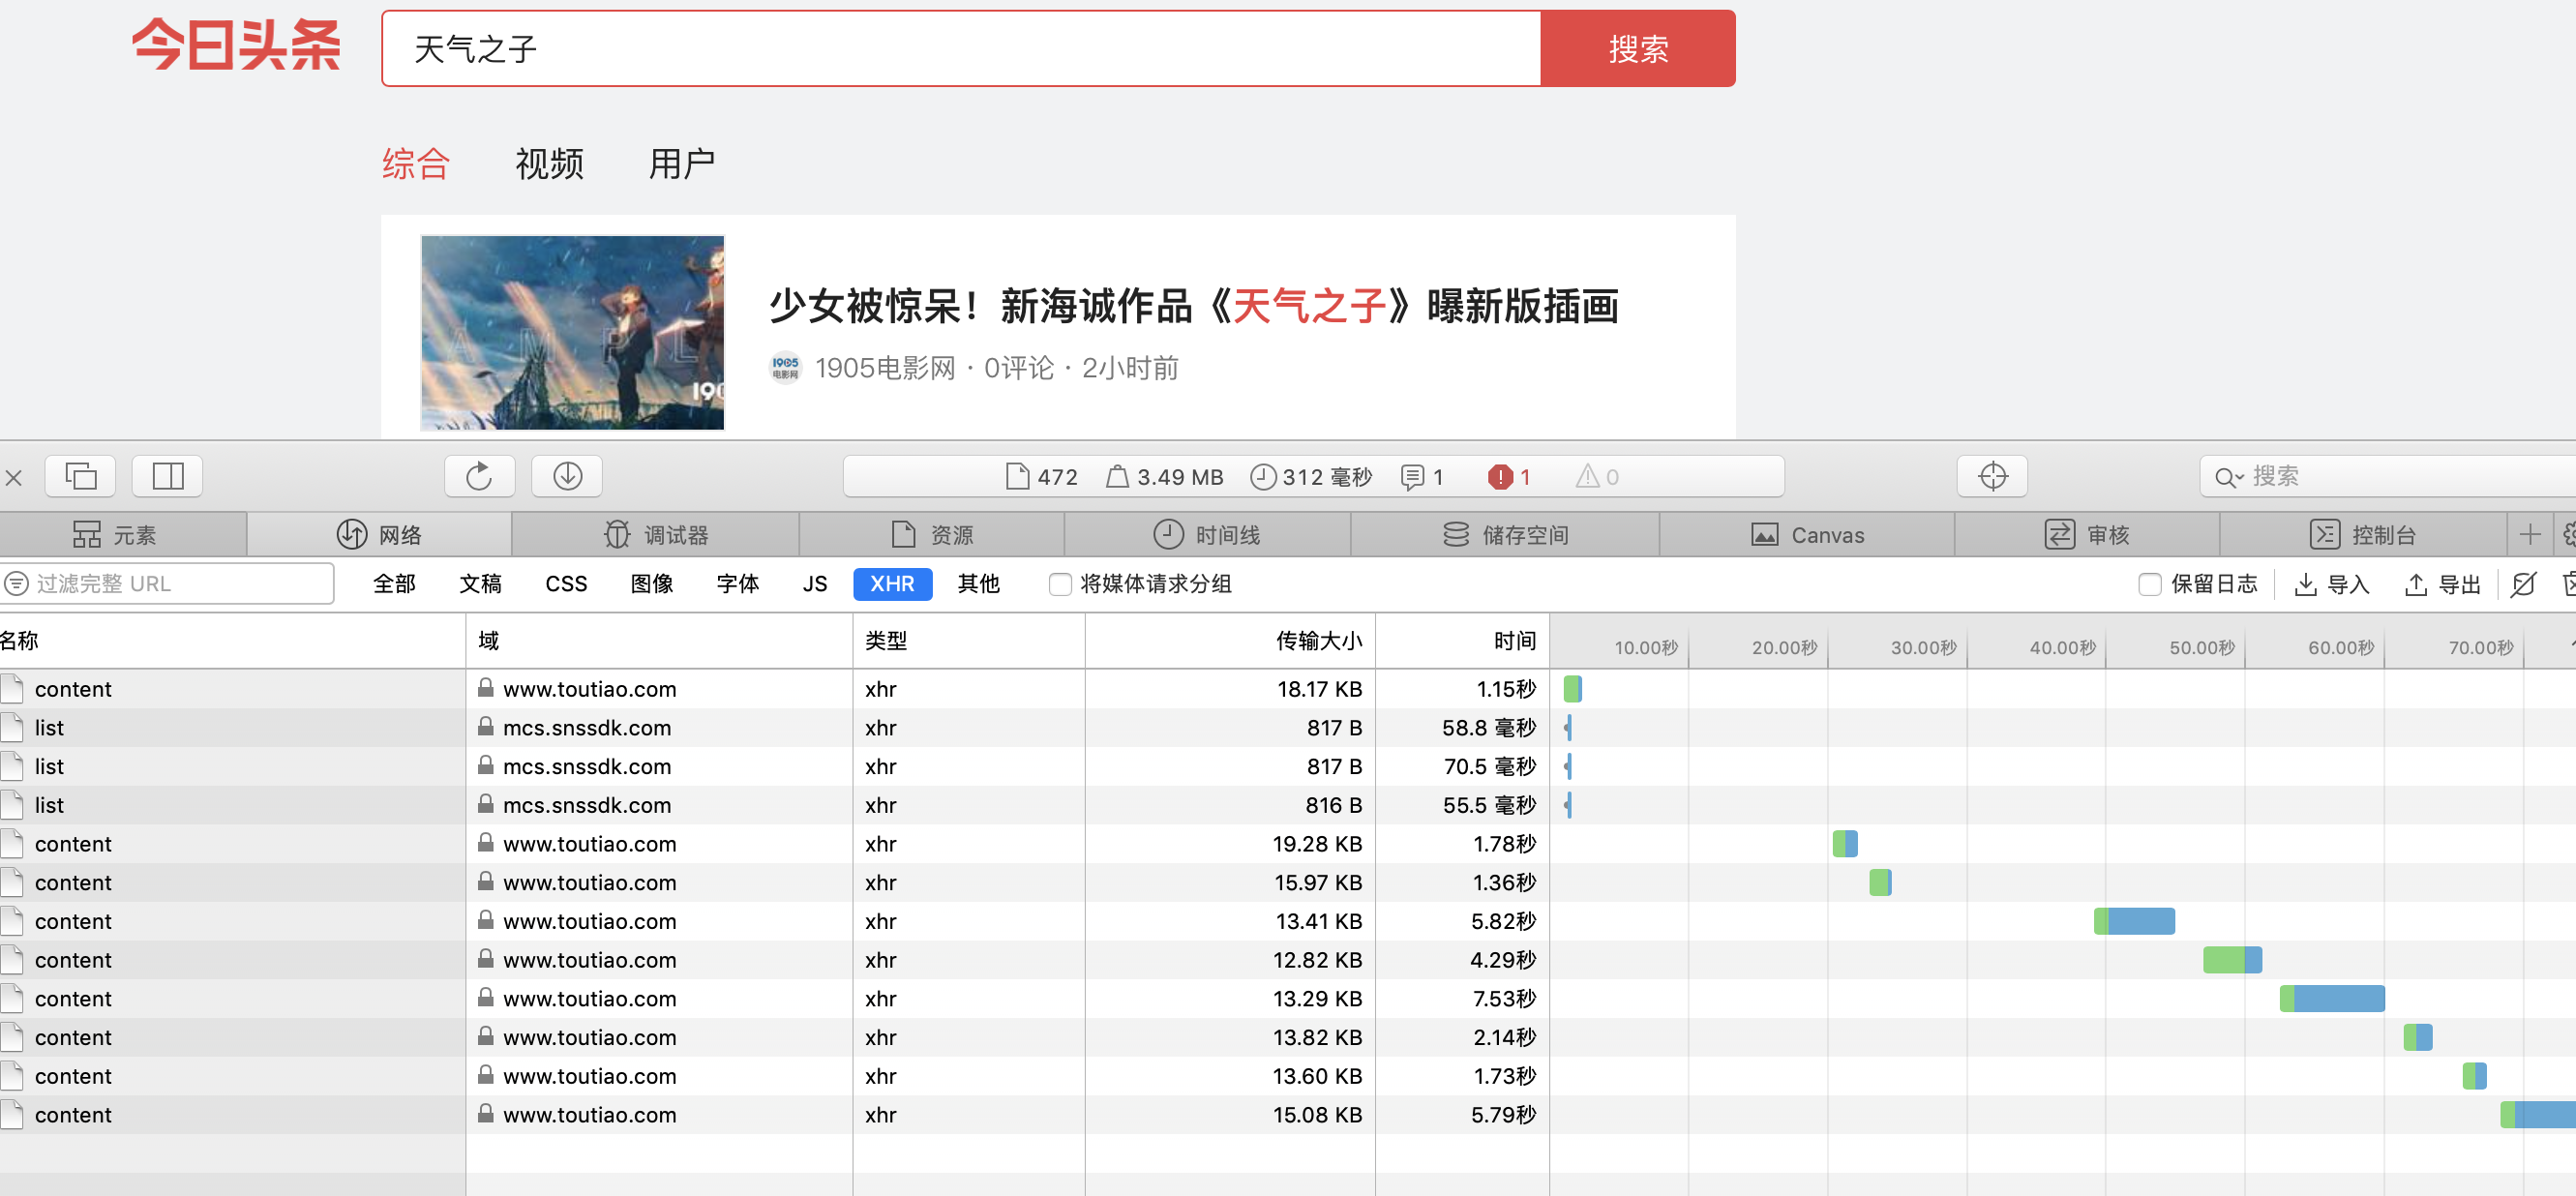 今日头条
天气之子 搜索
综合 视频 用户
AMPL
190
少女被惊呆！新海诚作品《天气之子》曝新版插画
1905电影网
1905电影网 · 0评论 · 2小时前
472 3.49 MB 312 毫秒 1 1 0 搜索
元素 网络 调试器 资源 时间线 储存空间 Canvas 审核 控制台
过滤完整 URL 全部 文稿 CSS 图像 字体 JS XHR 其他 将媒体请求分组 保留日志 导入 导出
名称 域 类型 传输大小 时间 10.00秒 20.00秒 30.00秒 40.00秒 50.00秒 60.00秒 70.00秒
content www.toutiao.com xhr 18.17 KB 1.15秒
list mcs.snssdk.com xhr 817 B 58.8 毫秒
list mcs.snssdk.com xhr 817 B 70.5 毫秒
list mcs.snssdk.com xhr 816 B 55.5 毫秒
content www.toutiao.com xhr 19.28 KB 1.78秒
content www.toutiao.com xhr 15.97 KB 1.36秒
content www.toutiao.com xhr 13.41 KB 5.82秒
content www.toutiao.com xhr 12.82 KB 4.29秒
content www.toutiao.com xhr 13.29 KB 7.53秒
content www.toutiao.com xhr 13.82 KB 2.14秒
content www.toutiao.com xhr 13.60 KB 1.73秒
content www.toutiao.com xhr 15.08 KB 5.79秒